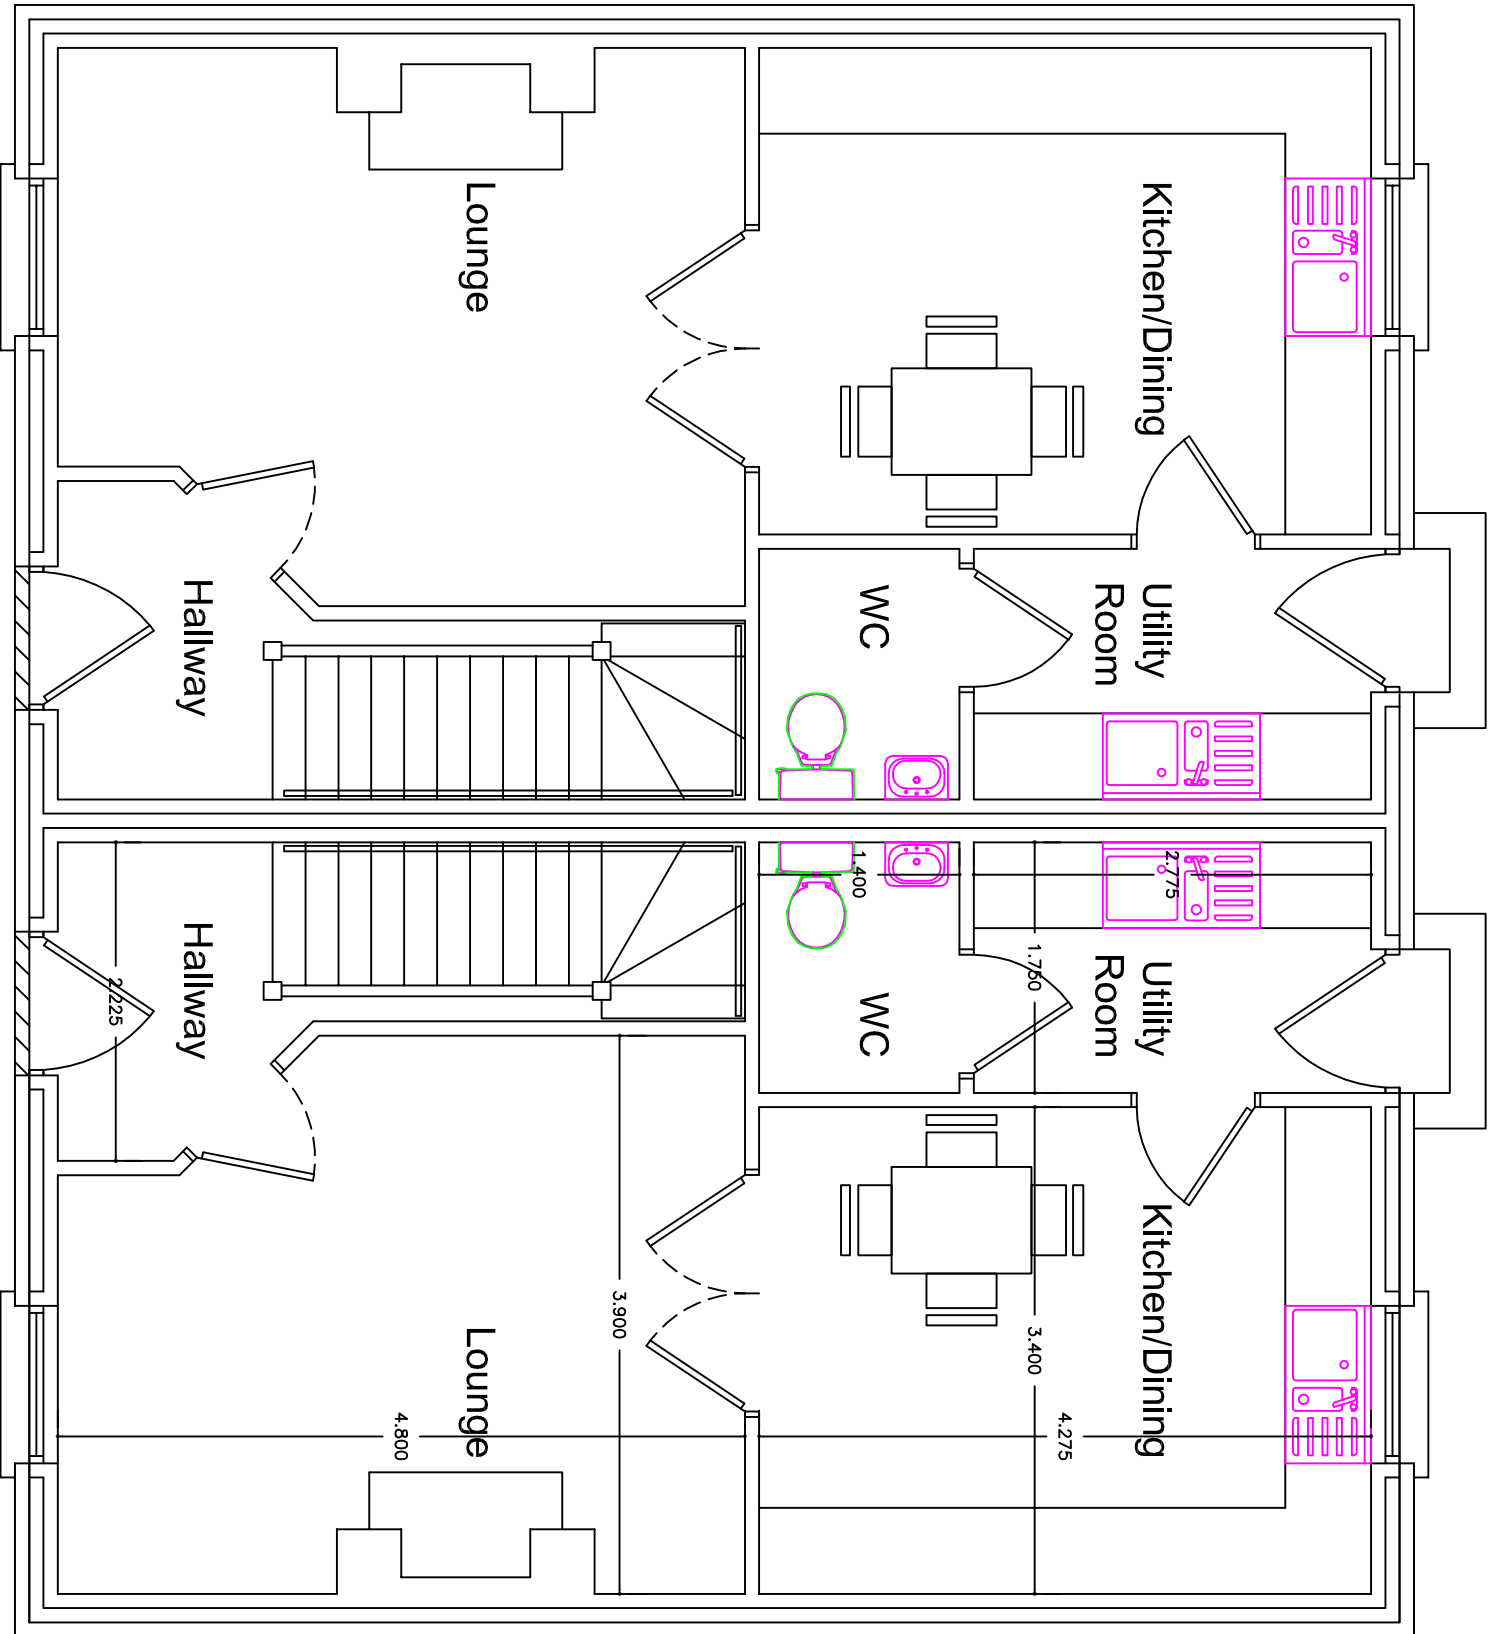 Kitchen/Dining
Utility
Room
WC
Lounge
Hallway
Kitchen/Dining
Utility
Room
WC
Lounge
Hallway
2.775
1.400
1.750
2.225
3.900
3.400
4.275
4.800